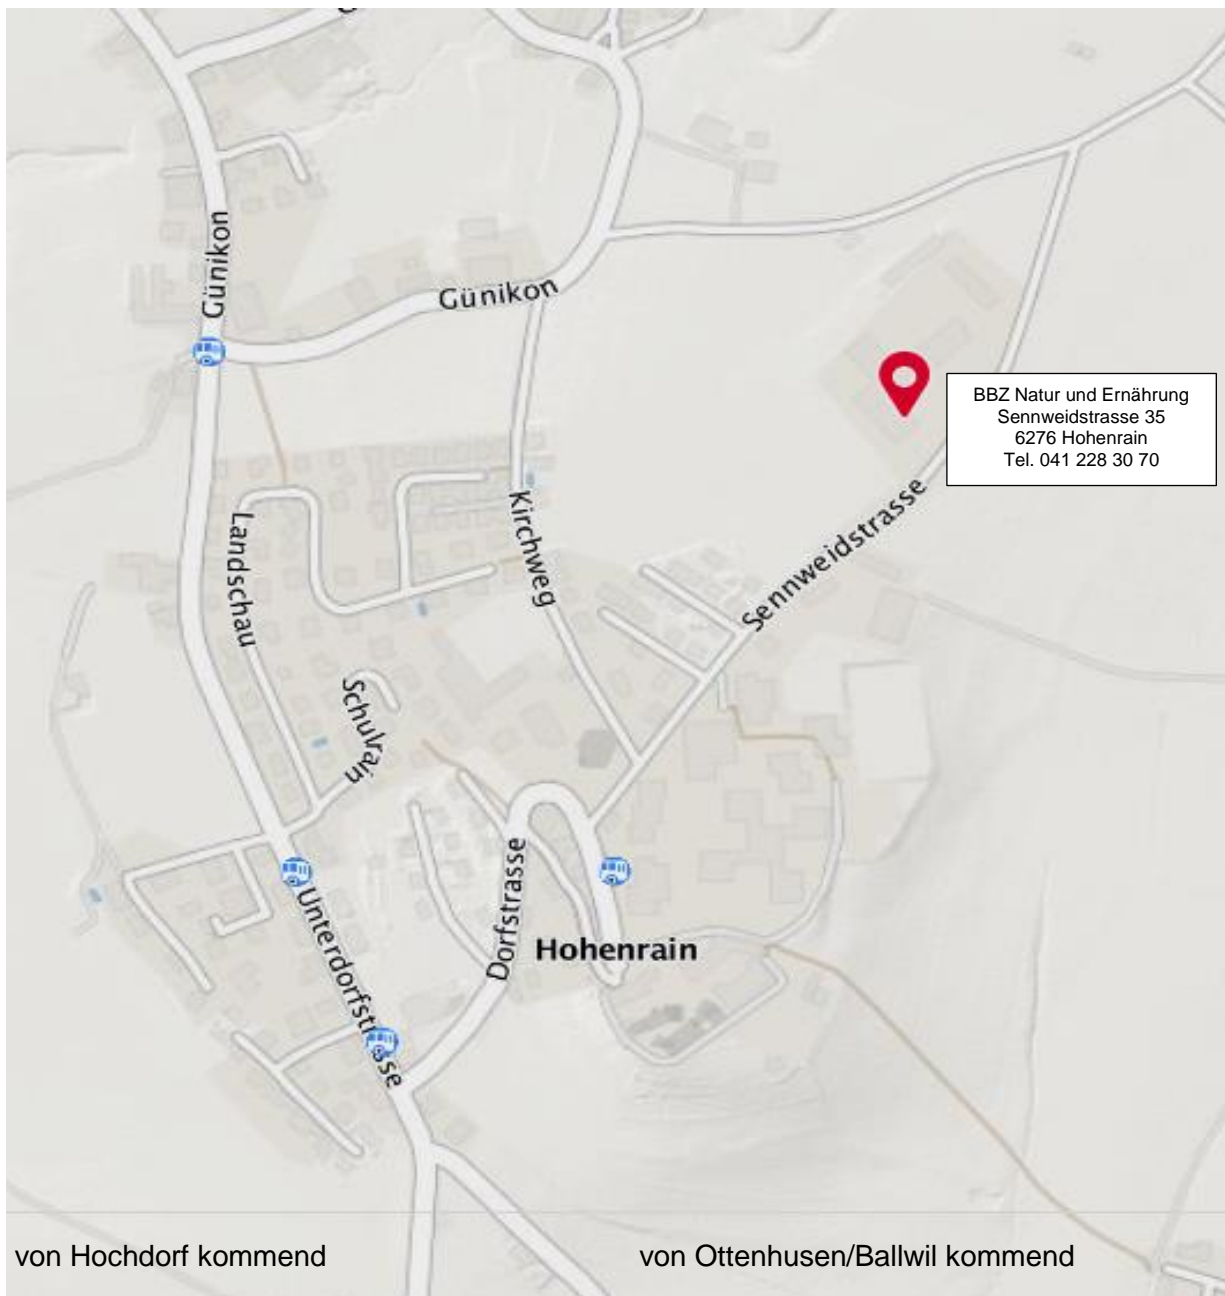 Günikon
Günikon
BBZ Natur und Ernährung
Sennweidstrasse 35
6276 Hohenrain
Tel. 041 228 30 70
Kirchweg
Sennweidstrasse
Landschau
Schulrain
Dorfstrasse
Unterdorfstrasse
Hohenrain
von Hochdorf kommend
von Ottenhusen/Ballwil kommend